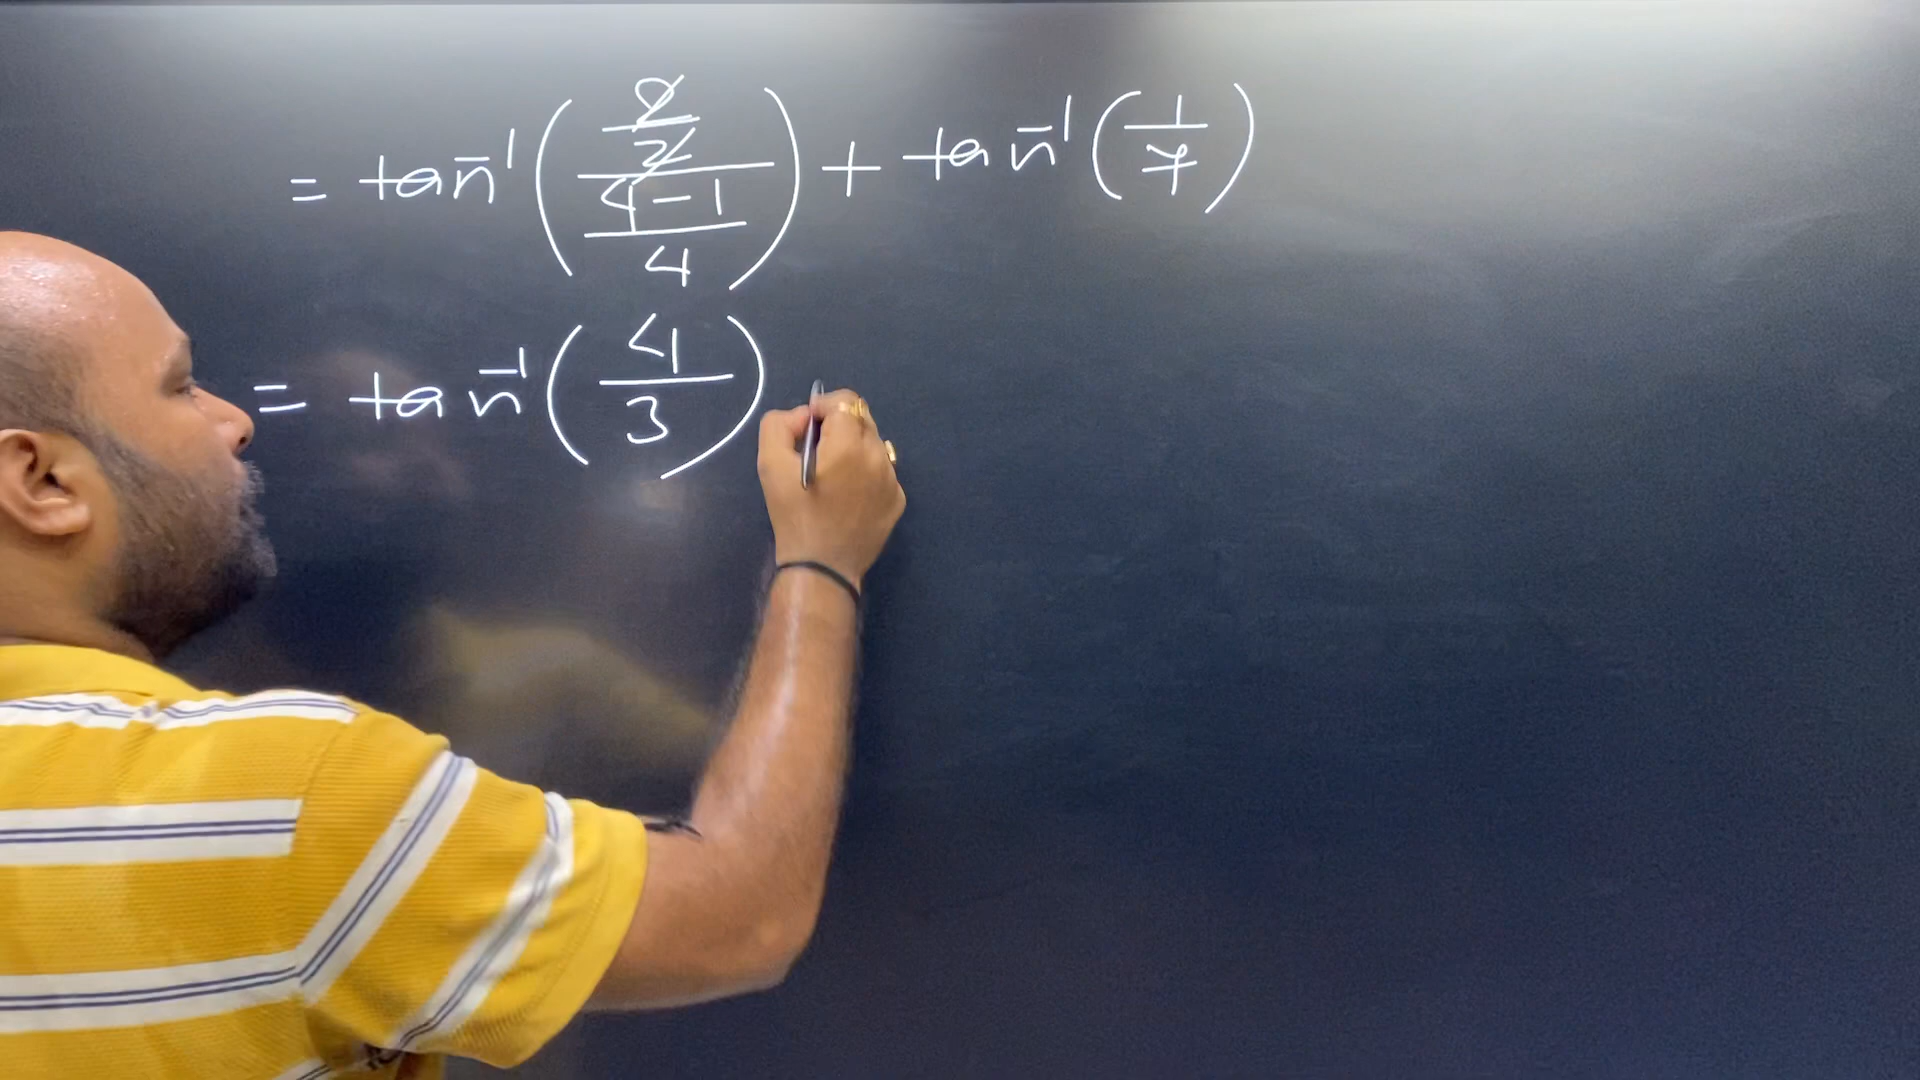 = tan⁻¹((2/2)/((4-1)/4)) + tan⁻¹(1/7)
= tan⁻¹(4/3)